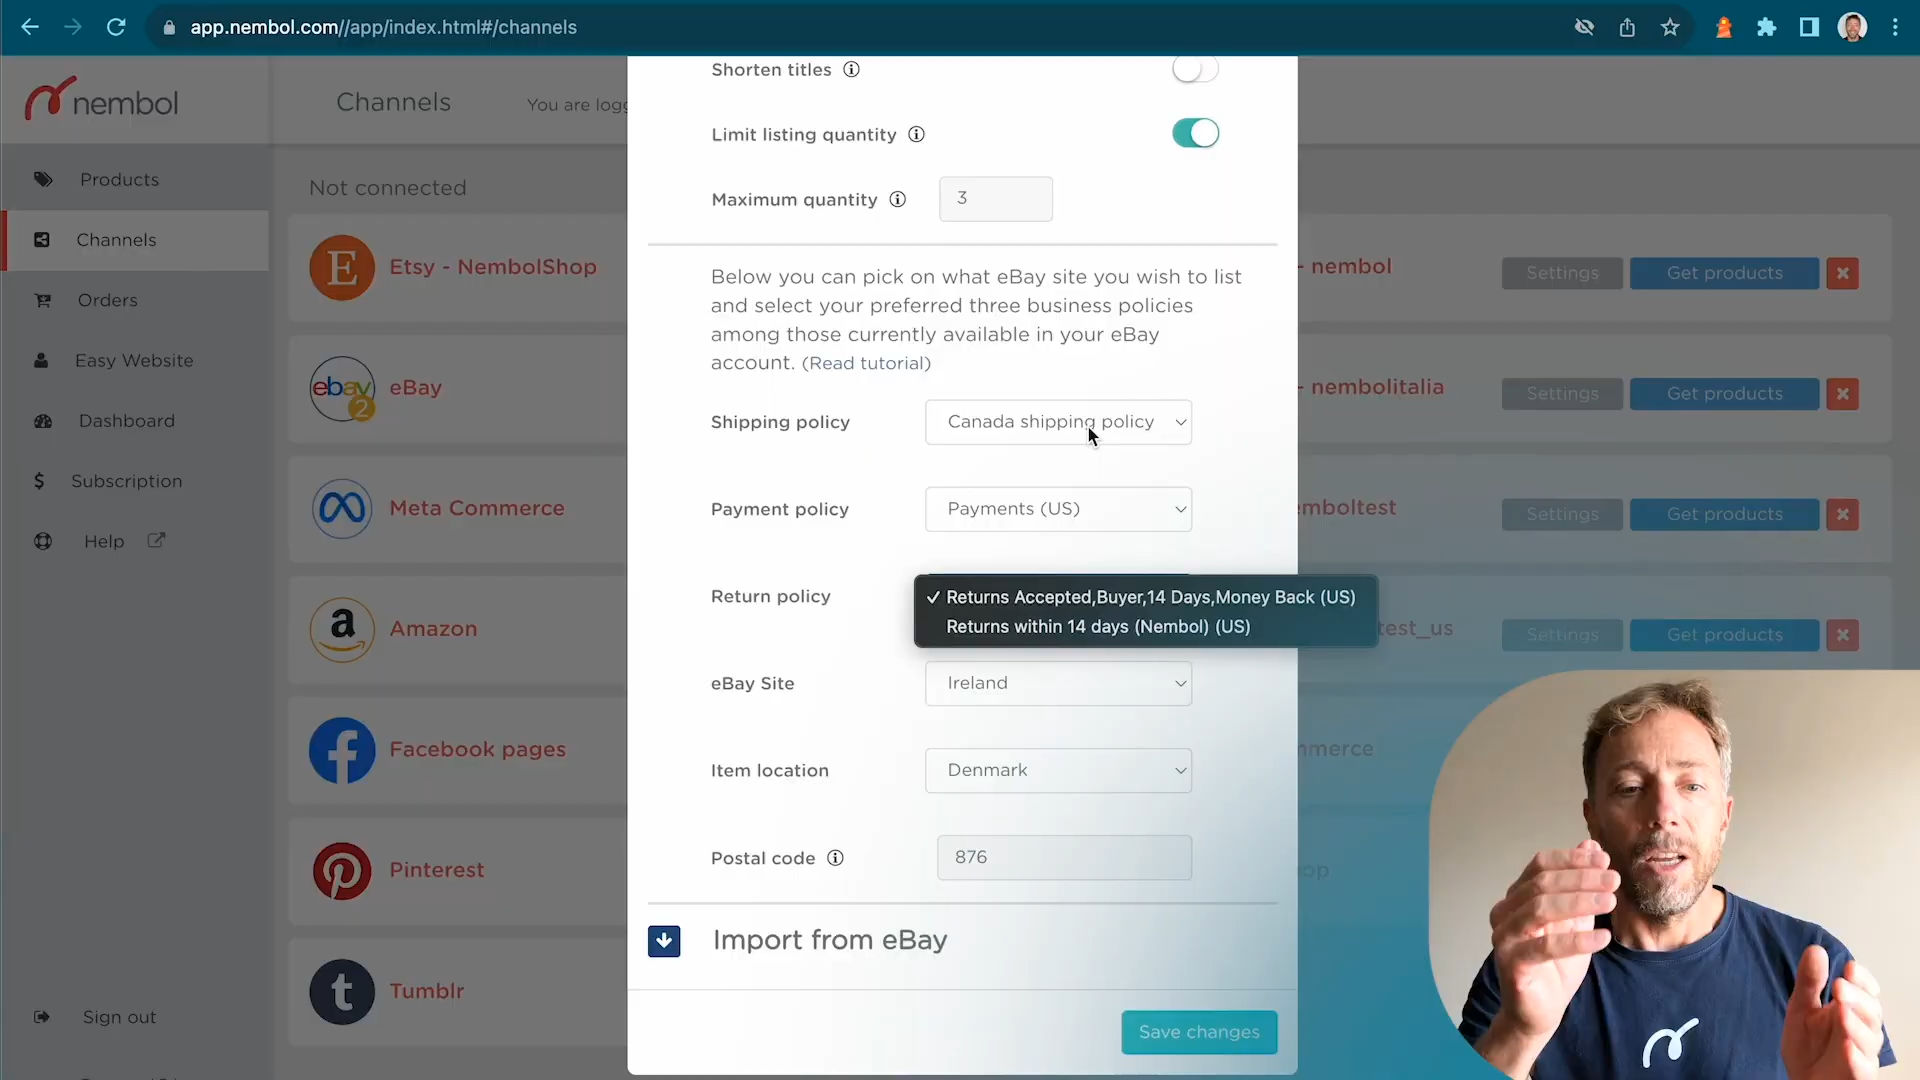 app.nembol.com//app/index.html#/channels
nembol
Channels
You are logg
Products
Channels
Orders
Easy Website
Dashboard
Subscription
Help
Sign out
Not connected
Etsy - NembolShop
ebay 2
eBay
Meta Commerce
a
Amazon
Facebook pages
Pinterest
Tumblr
Shorten titles
Limit listing quantity
Maximum quantity 3
Below you can pick on what eBay site you wish to list
and select your preferred three business policies
among those currently available in your eBay
account. (Read tutorial)
Shipping policy Canada shipping policy
Payment policy Payments (US)
Return policy
Returns Accepted,Buyer,14 Days,Money Back (US)
Returns within 14 days (Nembol) (US)
eBay Site Ireland
Item location Denmark
Postal code 876
Import from eBay
Save changes
- nembol Settings Get products
- nembolitalia Settings Get products
emboltest Settings Get products
test_us Settings Get products
mmerce
op